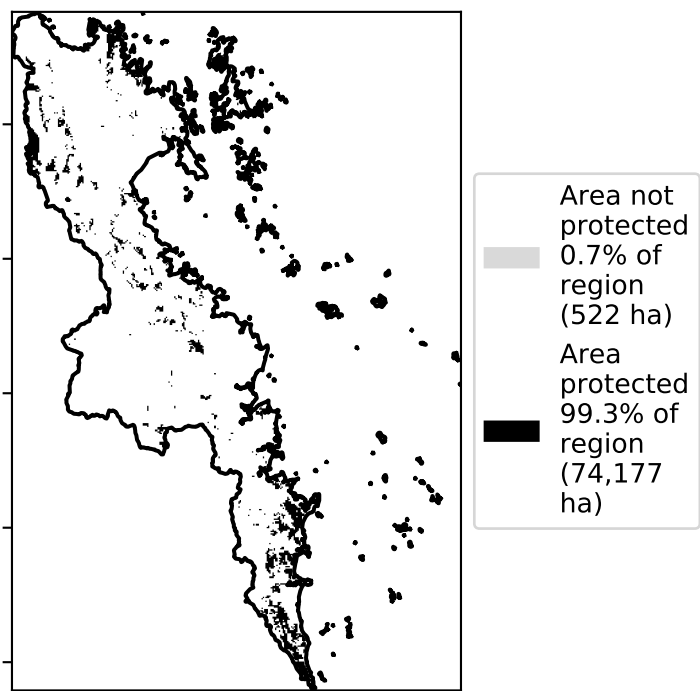 Area not
protected
0.7% of
region
(522 ha)
Area
protected
99.3% of
region
(74,177
ha)